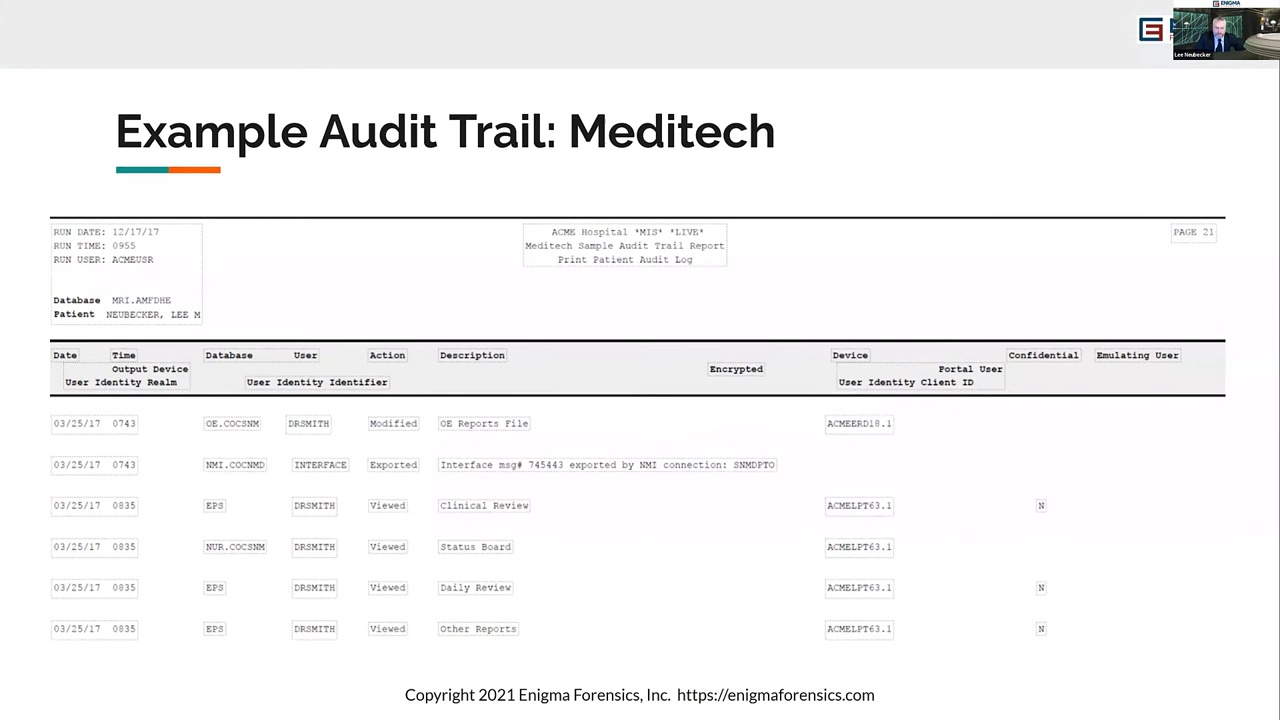 ENIGMA
Lee Neubecker
Example Audit Trail: Meditech
RUN DATE: 12/17/17
RUN TIME: 0955
RUN USER: ACMEUSR
ACME Hospital *MIS* *LIVE*
Meditech Sample Audit Trail Report
Print Patient Audit Log
PAGE 21
Database MRI.AMFDHE
Patient NEUBECKER, LEE M
Date Time Database User Action Description Device Confidential Emulating User
Output Device Encrypted Portal User
User Identity Realm User Identity Identifier User Identity Client ID
03/25/17 0743 OE.COCSNM DRSMITH Modified OE Reports File ACMEERD18.1
03/25/17 0743 NMI.COCNMD INTERFACE Exported Interface msg# 745443 exported by NMI connection: SNMDPTO
03/25/17 0835 EPS DRSMITH Viewed Clinical Review ACMELPT63.1 N
03/25/17 0835 NUR.COCSNM DRSMITH Viewed Status Board ACMELPT63.1
03/25/17 0835 EPS DRSMITH Viewed Daily Review ACMELPT63.1 N
03/25/17 0835 EPS DRSMITH Viewed Other Reports ACMELPT63.1 N
Copyright 2021 Enigma Forensics, Inc. https://enigmaforensics.com